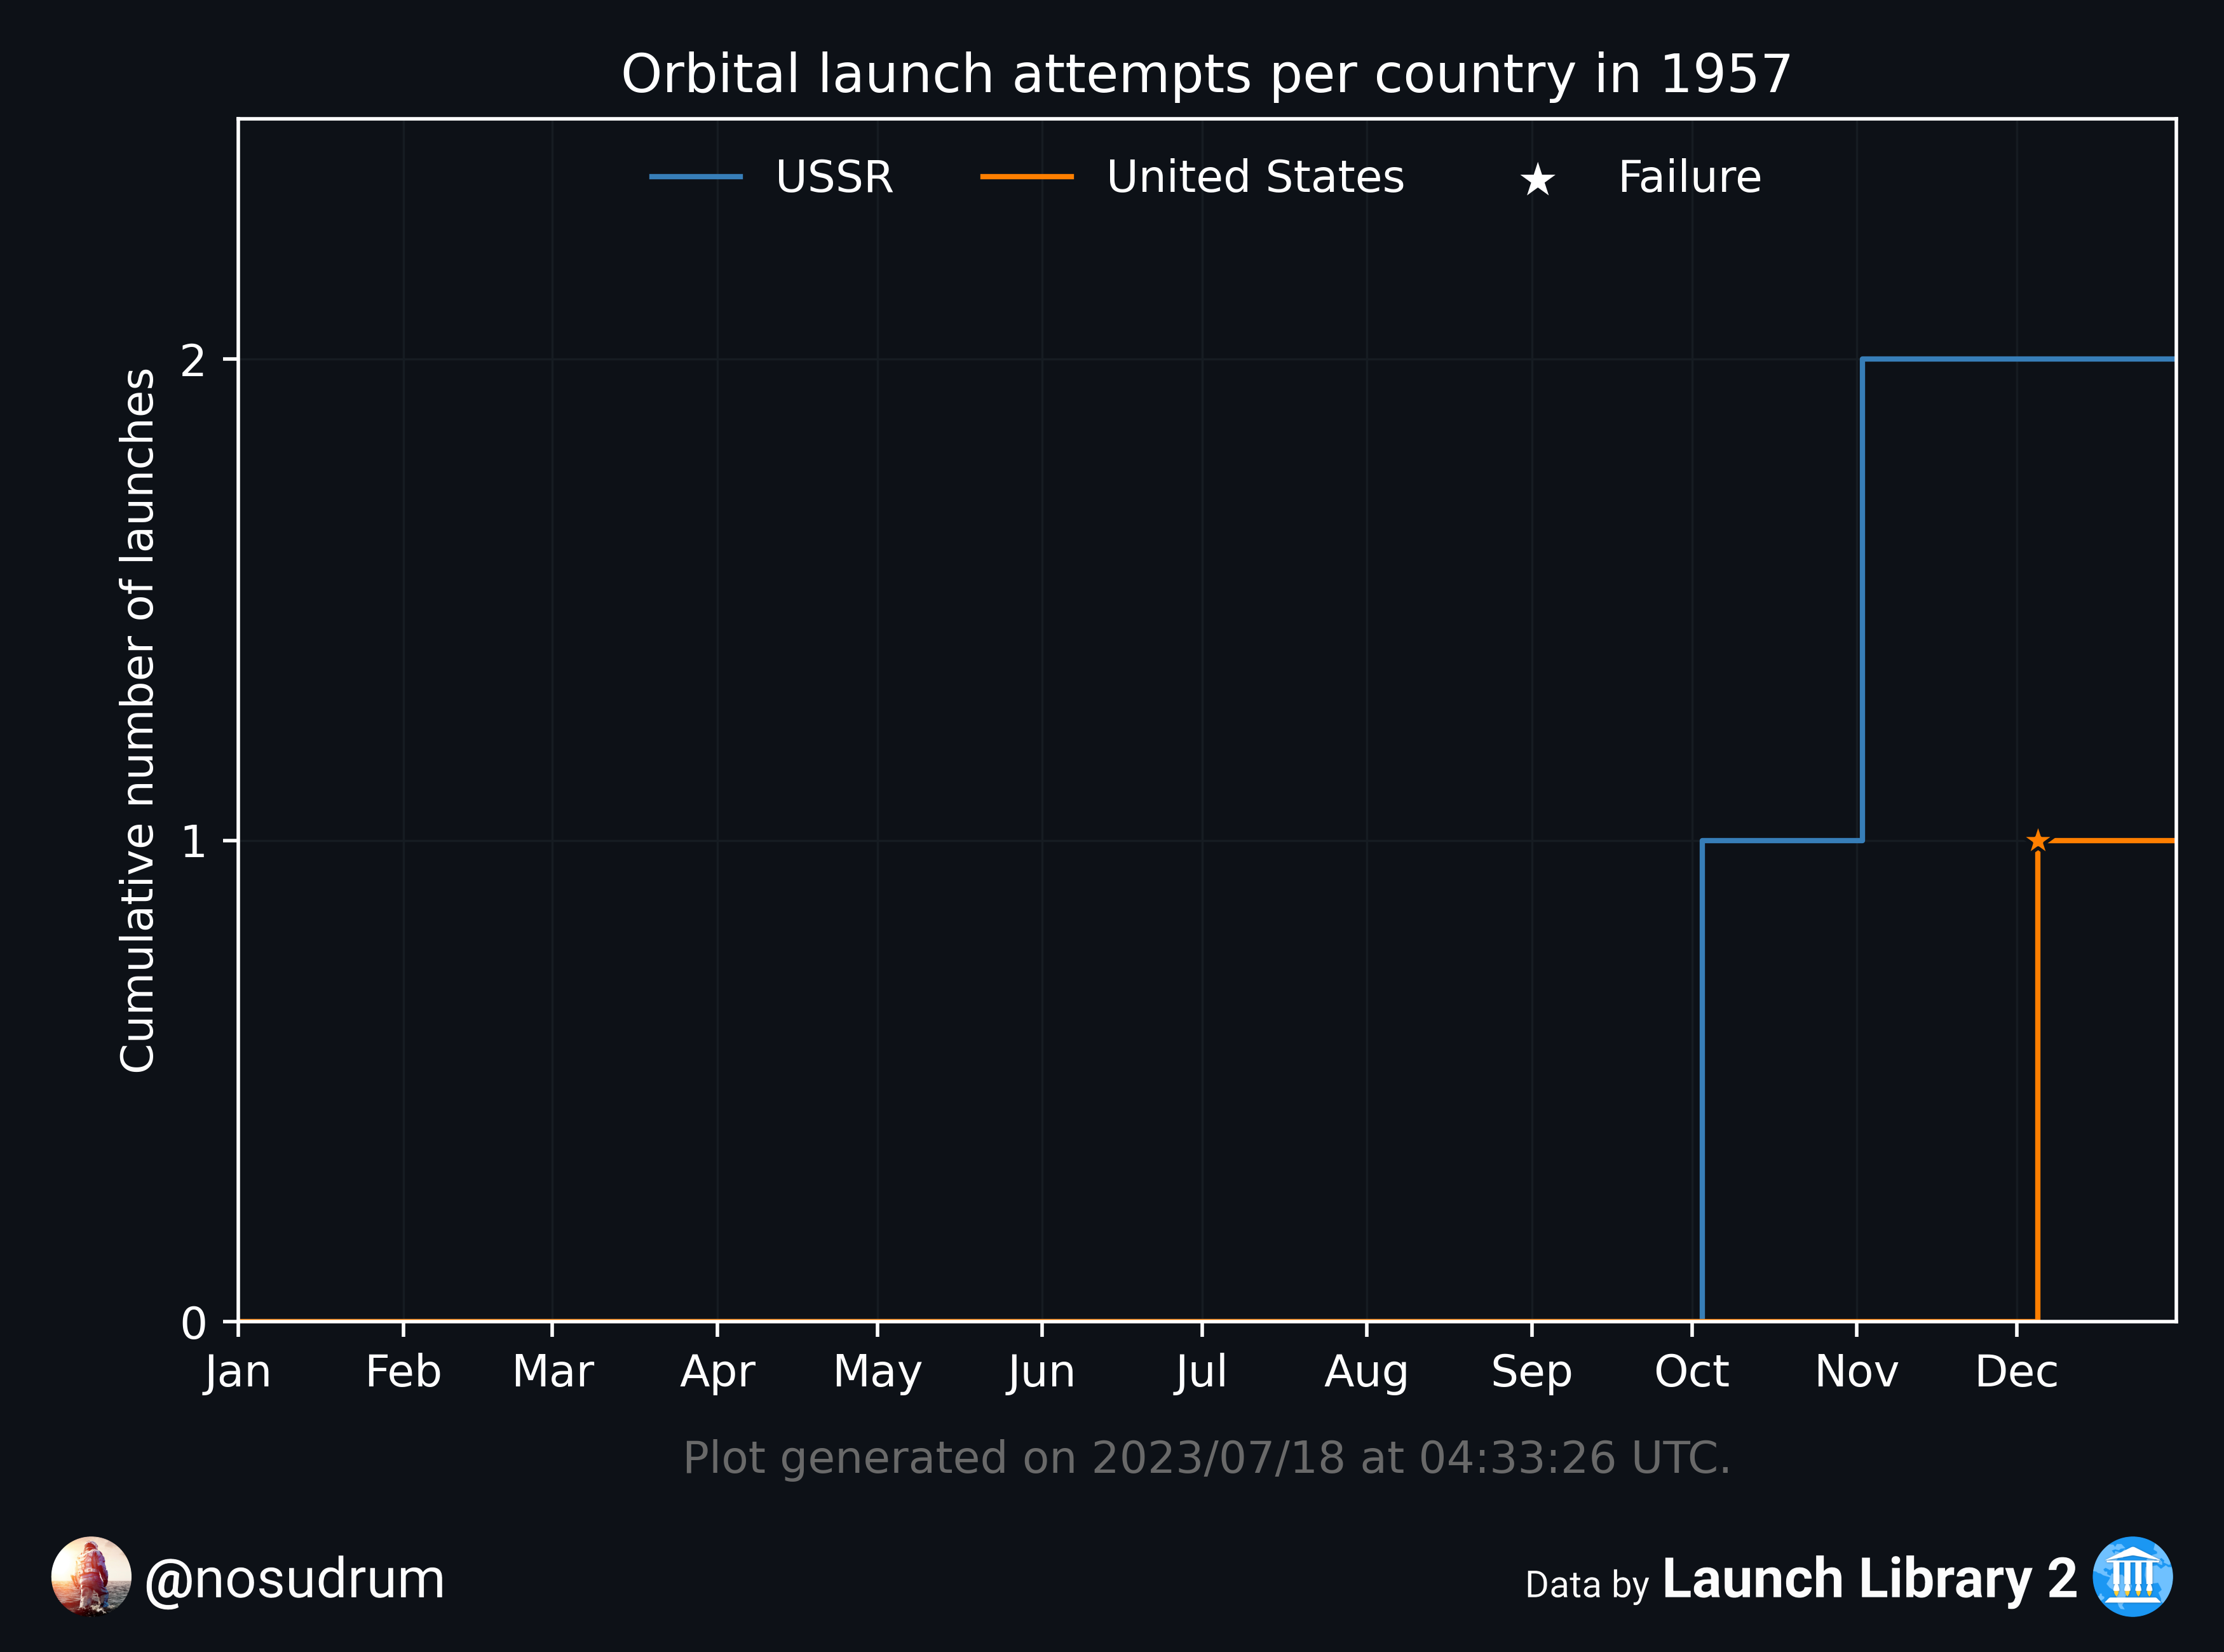 Orbital launch attempts per country in 1957
USSR
United States
Failure
Cumulative number of launches
2
1
0
Jan Feb Mar Apr May Jun Jul Aug Sep Oct Nov Dec
Plot generated on 2023/07/18 at 04:33:26 UTC.
@nosudrum
Data by Launch Library 2